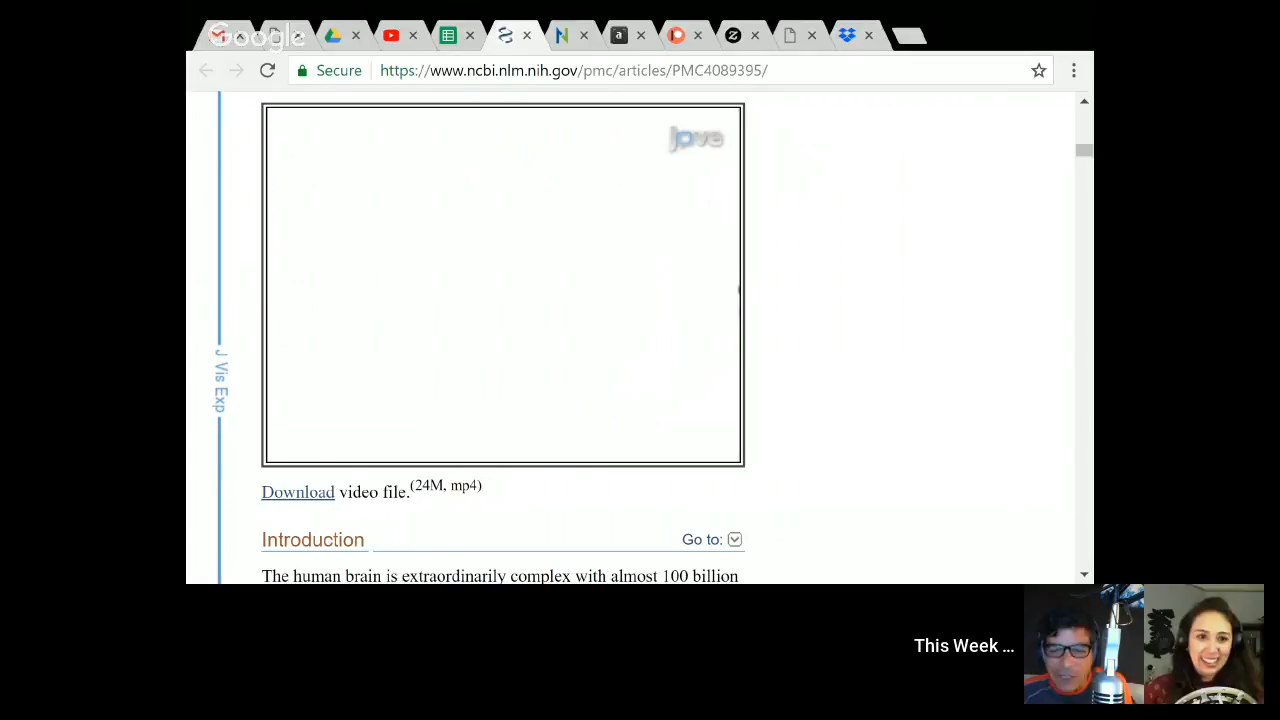 Google
Secure
https://www.ncbi.nlm.nih.gov/pmc/articles/PMC4089395/
jove
J Vis Exp
Download video file.(24M, mp4)
Introduction
Go to:
The human brain is extraordinarily complex with almost 100 billion
This Week ...